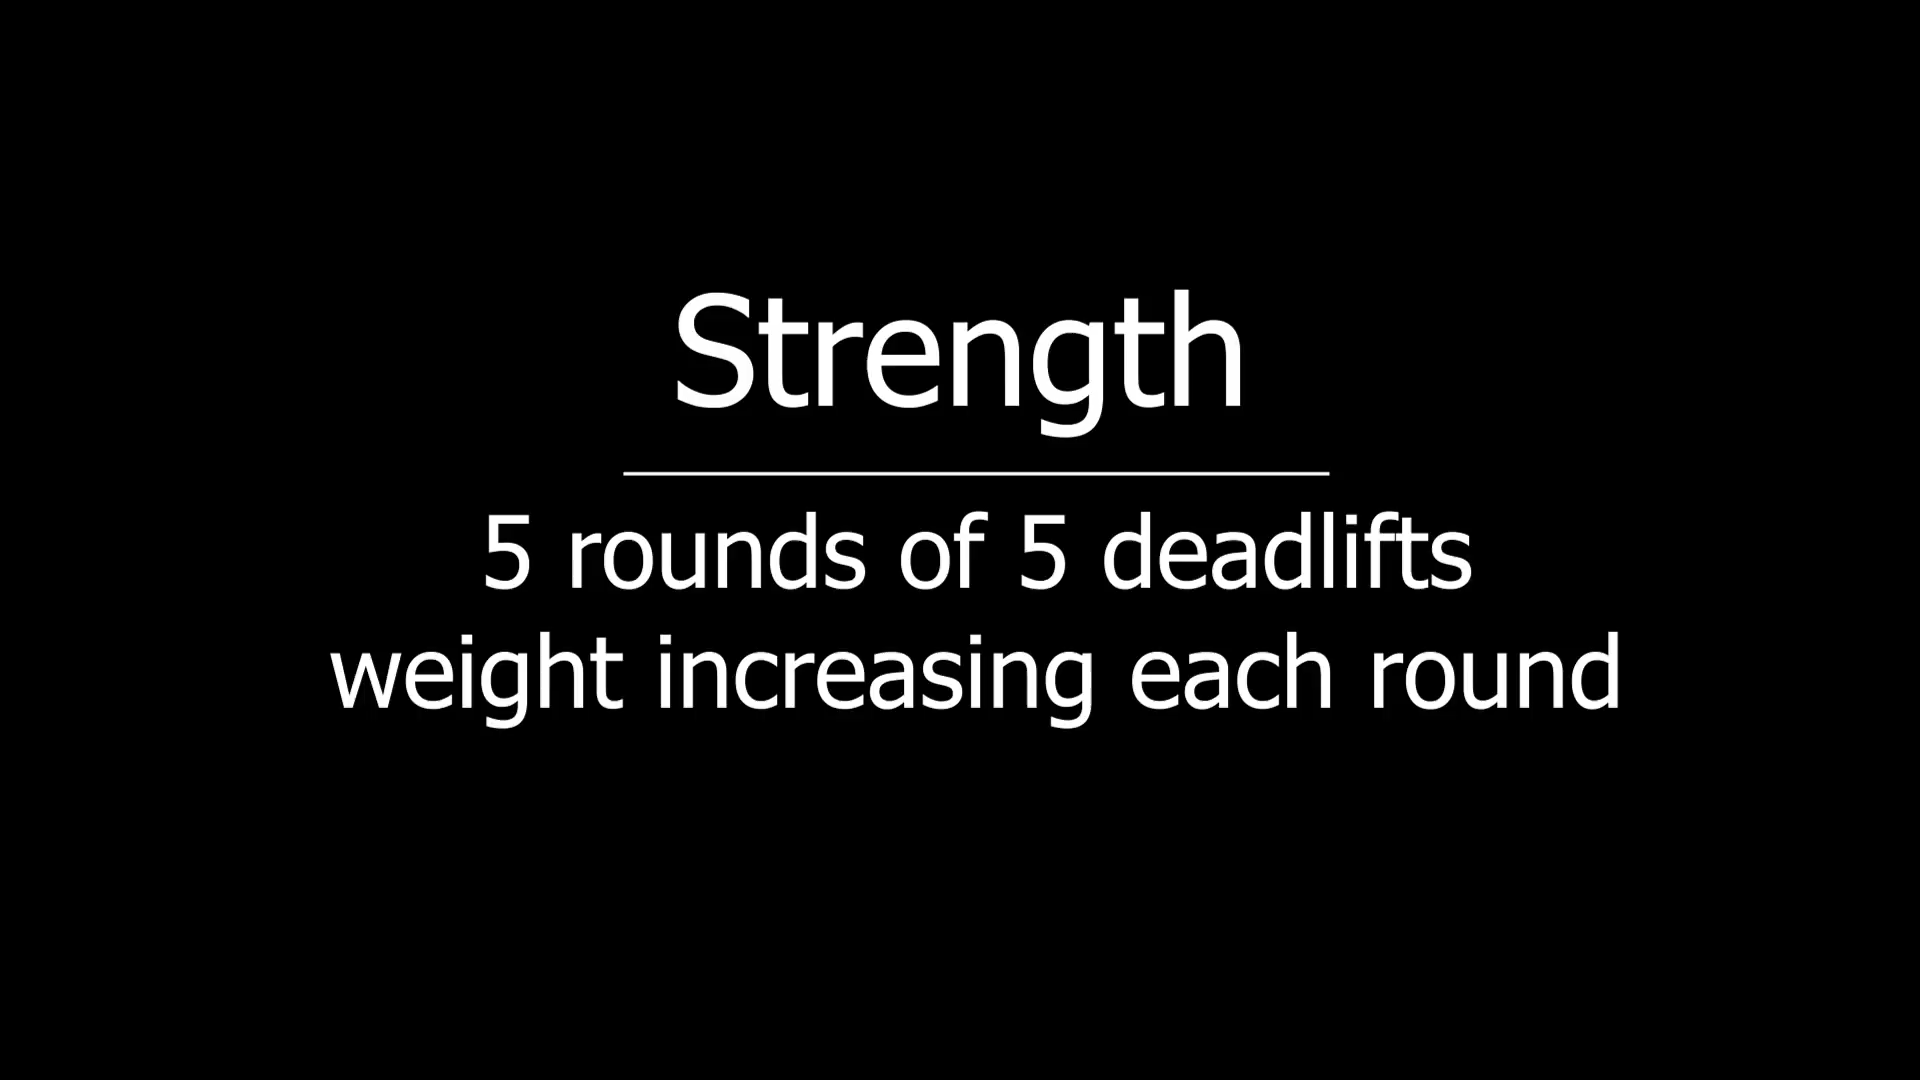 Strength
5 rounds of 5 deadlifts
weight increasing each round